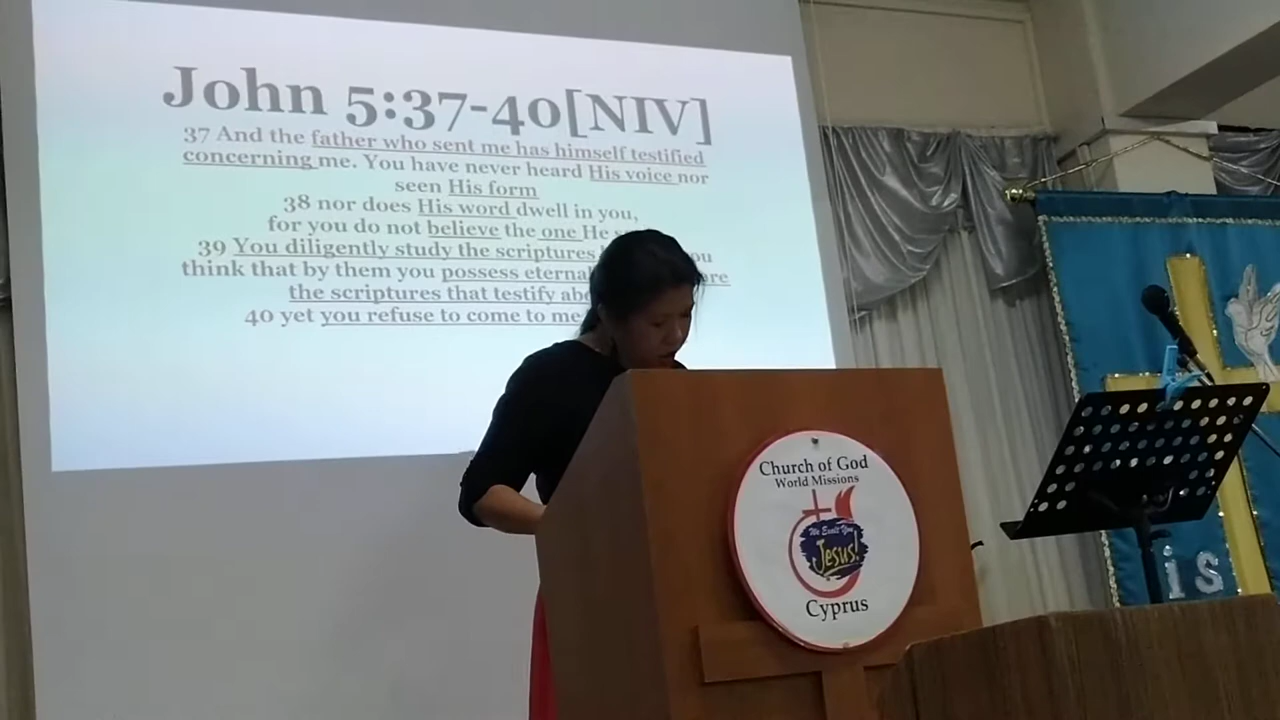 John 5:37-40[NIV]
37 And the father who sent me has himself testified
concerning me. You have never heard His voice nor
seen His form
38 nor does His word dwell in you,
for you do not believe the one He
39 You diligently study the scriptures
think that by them you possess
the scriptures that testify
40 yet you refuse to come to me
Church of God
World Missions
We Exalt You
Jesus!
Cyprus
is